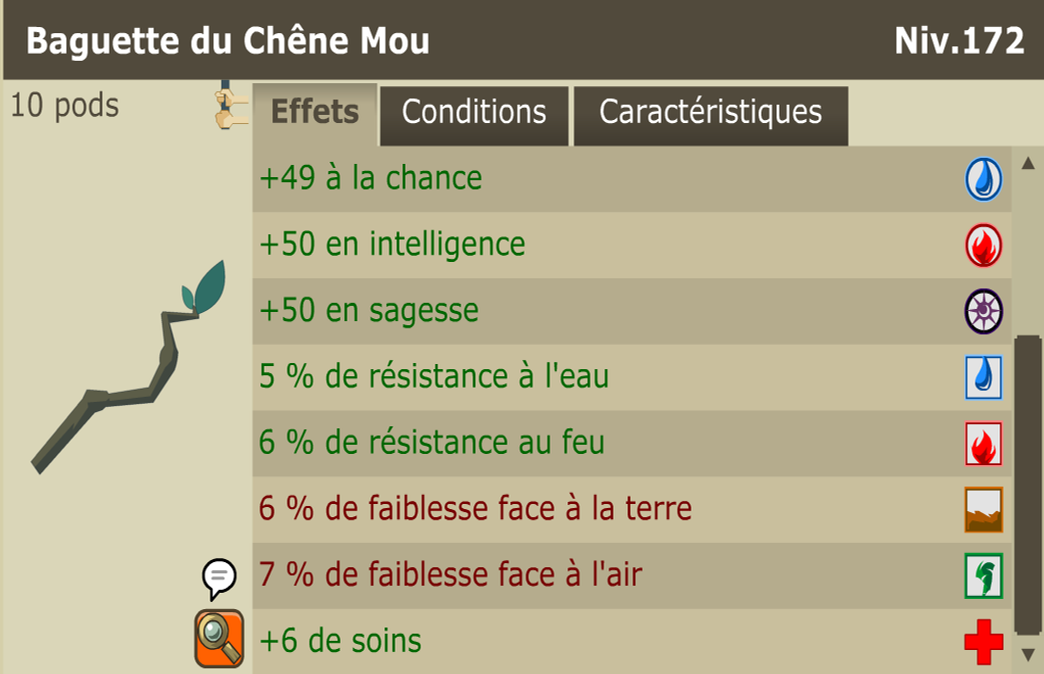 Baguette du Chêne Mou
Niv.172
10 pods
Effets
Conditions
Caractéristiques
+49 à la chance
+50 en intelligence
+50 en sagesse
5 % de résistance à l'eau
6 % de résistance au feu
6 % de faiblesse face à la terre
7 % de faiblesse face à l'air
+6 de soins